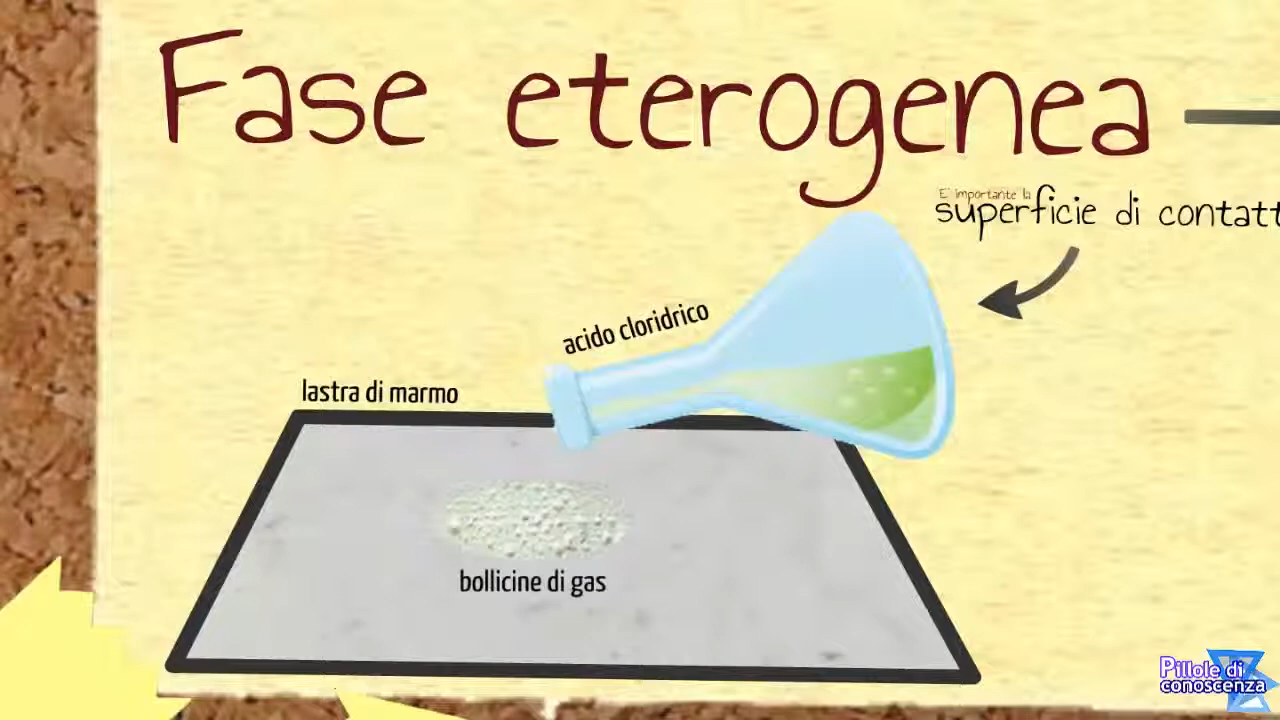 Fase eterogenea
E' importante la
superficie di contatt
acido cloridrico
lastra di marmo
bollicine di gas
Pillole di
conoscenza